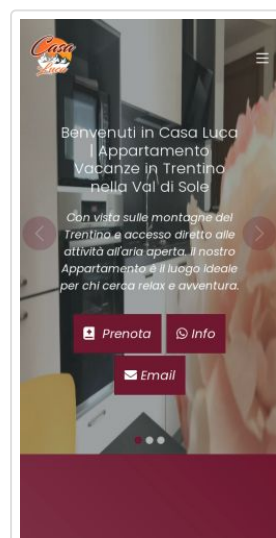 Casa
Luca
Benvenuti in Casa Luca
| Appartamento
Vacanze in Trentino
nella Val di Sole
Con vista sulle montagne del
Trentino e accesso diretto alle
attività all'aria aperta, il nostro
Appartamento è il luogo ideale
per chi cerca relax e avventura.
Prenota
Info
Email